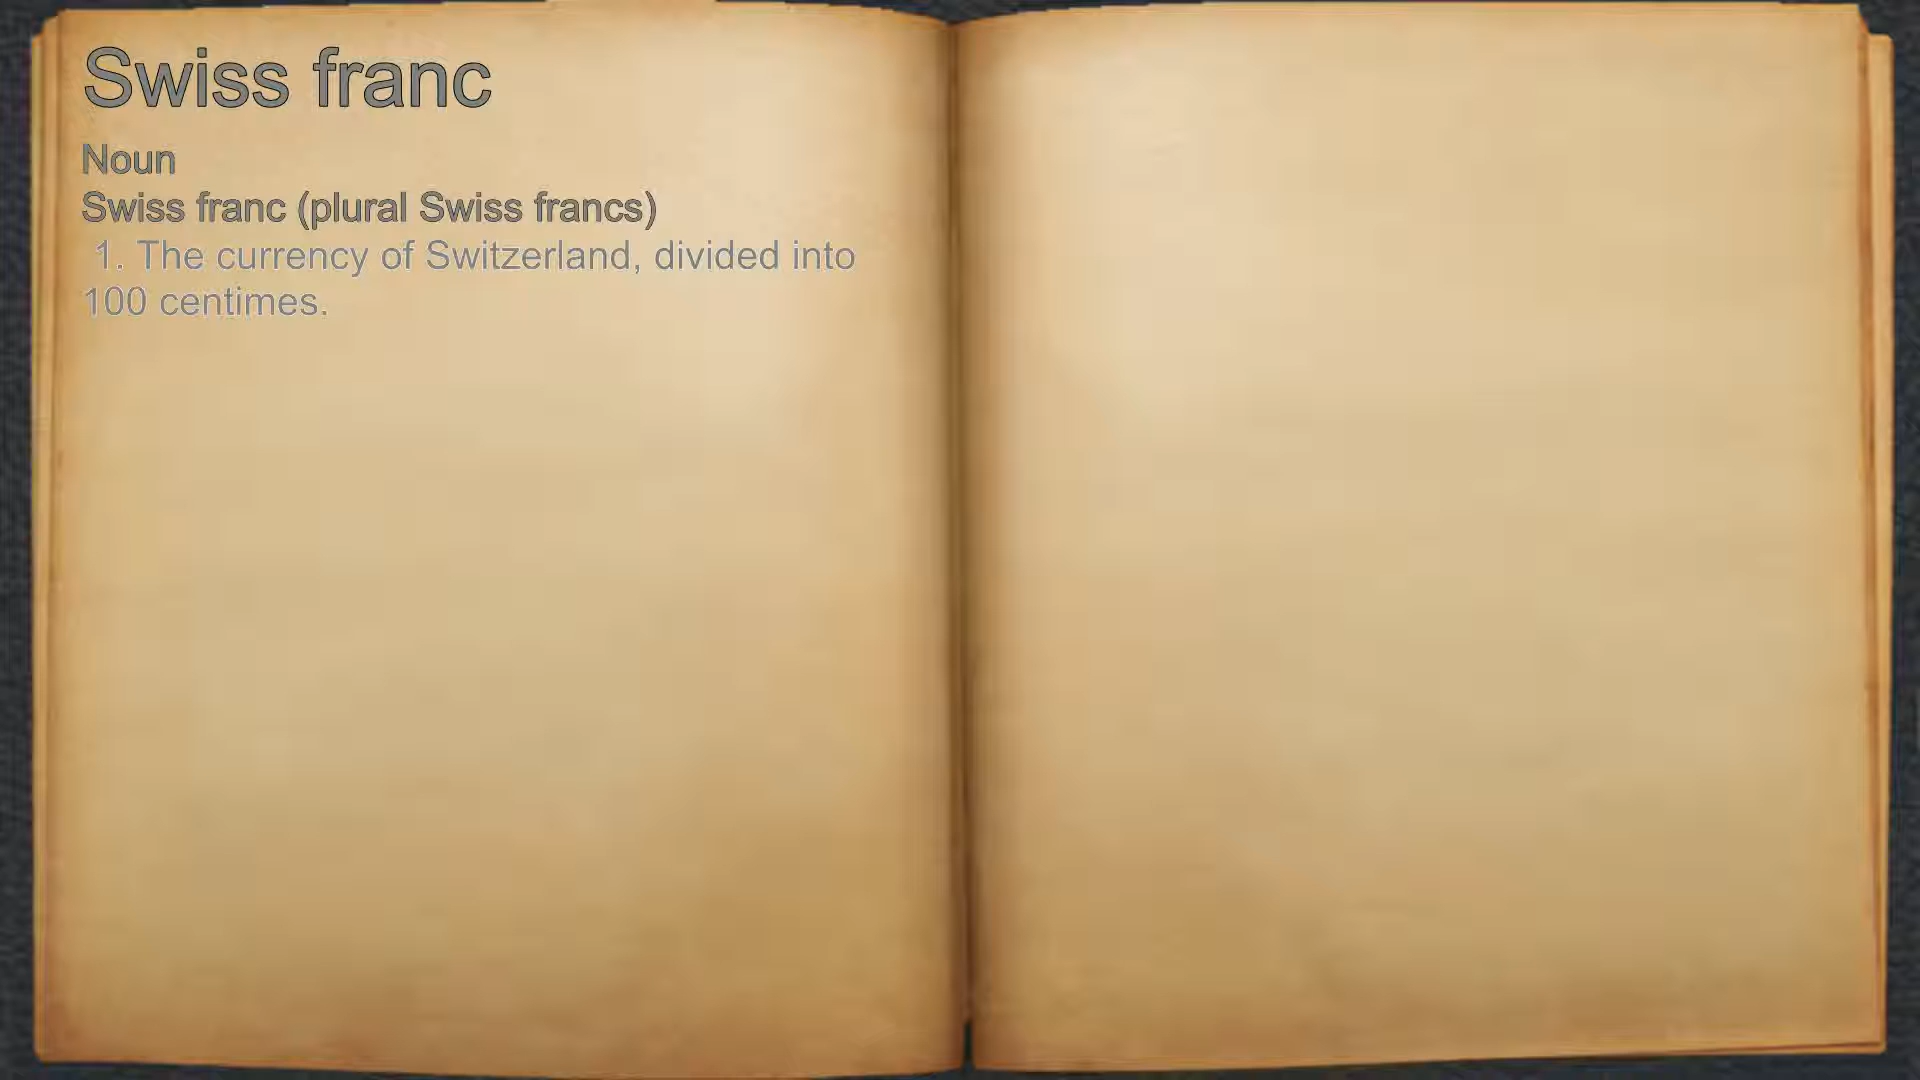 Swiss franc
Noun
Swiss franc (plural Swiss francs)
1. The currency of Switzerland, divided into
100 centimes.